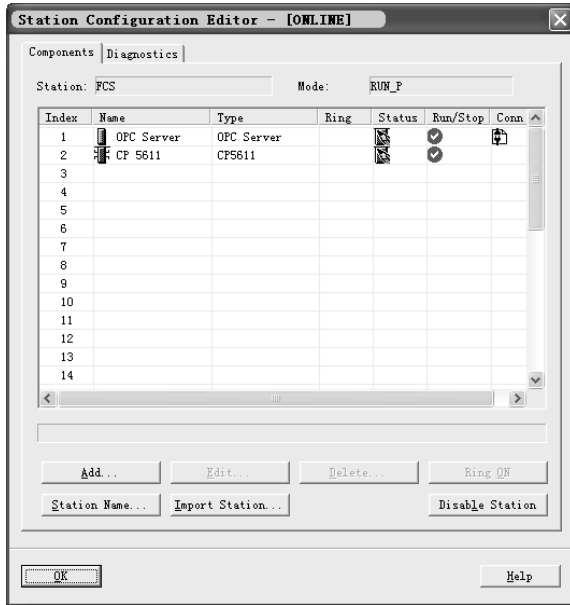 Station Configuration Editor - [ONLINE]
Components Diagnostics
Station: FCS Mode: RUN_P
Index Name Type Ring Status Run/Stop Conn
1 OPC Server OPC Server
2 CP 5611 CP5611
3
4
5
6
7
8
9
10
11
12
13
14
Add... Edit... Delete... Ring ON
Station Name... Import Station... Disable Station
OK Help